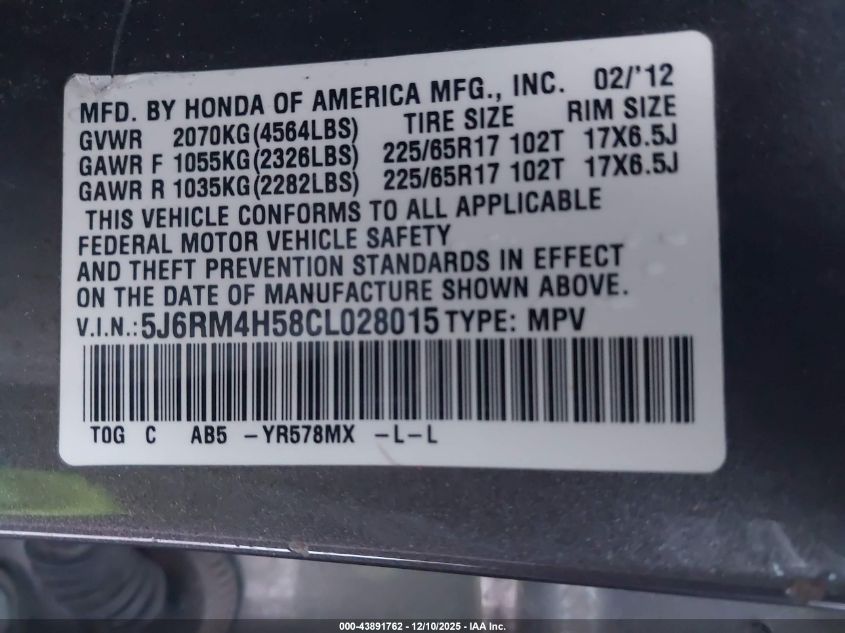 MFD. BY HONDA OF AMERICA MFG., INC. 02/'12
GVWR 2070KG(4564LBS) TIRE SIZE RIM SIZE
GAWR F 1055KG(2326LBS) 225/65R17 102T 17X6.5J
GAWR R 1035KG(2282LBS) 225/65R17 102T 17X6.5J
THIS VEHICLE CONFORMS TO ALL APPLICABLE
FEDERAL MOTOR VEHICLE SAFETY
AND THEFT PREVENTION STANDARDS IN EFFECT
ON THE DATE OF MANUFACTURE SHOWN ABOVE.
V.I.N.:5J6RM4H58CL028015 TYPE: MPV
T0G C AB5 -YR578MX -L-L
000-43891762 - 12/10/2025 - IAA Inc.